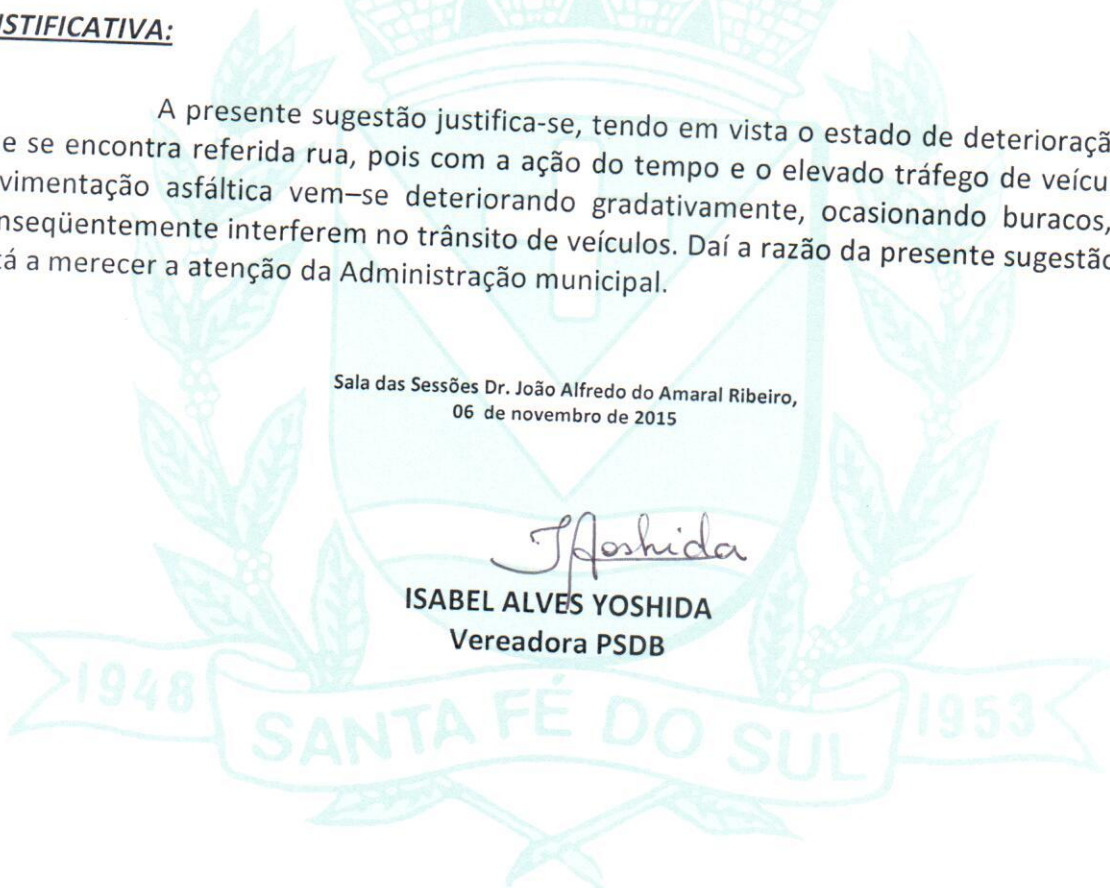 USTIFICATIVA:
A presente sugestão justifica-se, tendo em vista o estado de deterioraçã
e se encontra referida rua, pois com a ação do tempo e o elevado tráfego de veícu
vimentação asfáltica vem–se deteriorando gradativamente, ocasionando buracos,
nseqüentemente interferem no trânsito de veículos. Daí a razão da presente sugestão
tá a merecer a atenção da Administração municipal.
Sala das Sessões Dr. João Alfredo do Amaral Ribeiro,
06 de novembro de 2015
IYoshida
ISABEL ALVES YOSHIDA
Vereadora PSDB
1948
SANTA FÉ DO SUL
1953